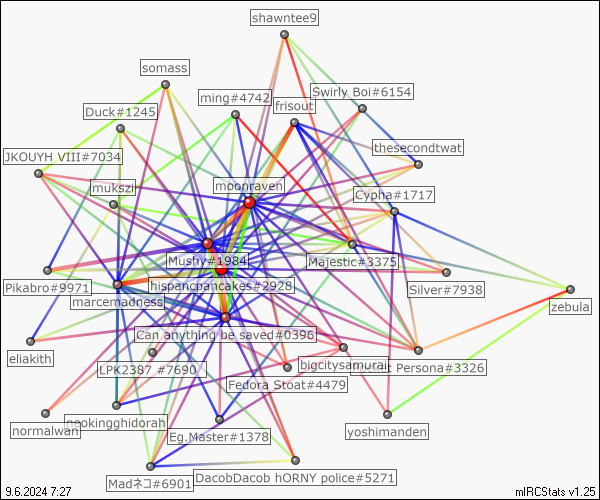 shawntee9
somass
Swirly Boi#6154
ming#4742
frisout
Duck#1245
thesecondtwat
JKOUYH VIII#7034
mukszi
moonraven
Cypha#1717
Mushy#1984
Majestic#3375
Pikabro#9971
hispancpancakes#2928
Silver#7938
marcemadness
zebula
Can anything be saved#0396
eliakith
LPK2387 #7690
bigcitysamurai
Persona#3326
Fedora Stoat#4479
normalwan
neokingghidorah
Eg.Master#1378
yoshimanden
Madネコ#6901
DacobDacob hORNY police#5271
9.6.2024 7:27
mIRCStats v1.25